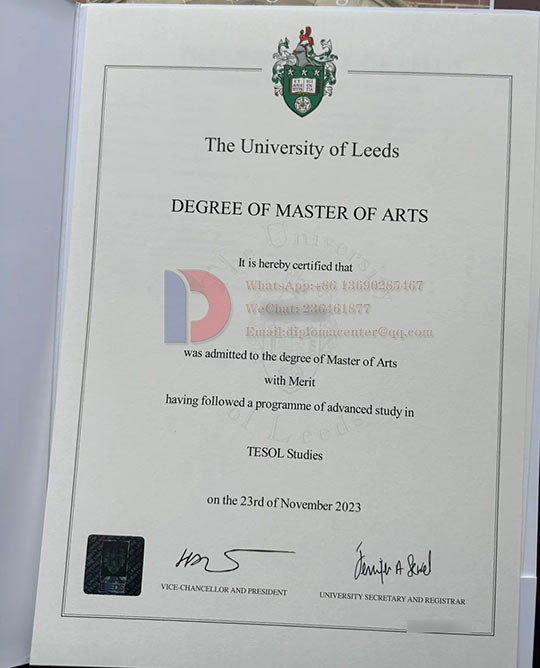 The University of Leeds
DEGREE OF MASTER OF ARTS
It is hereby certified that
WhatsApp:+86 13690285467
WeChat: 236461877
Email:diplomacenter@qq.com
was admitted to the degree of Master of Arts
with Merit
having followed a programme of advanced study in
TESOL Studies
on the 23rd of November 2023
VICE-CHANCELLOR AND PRESIDENT
UNIVERSITY SECRETARY AND REGISTRAR